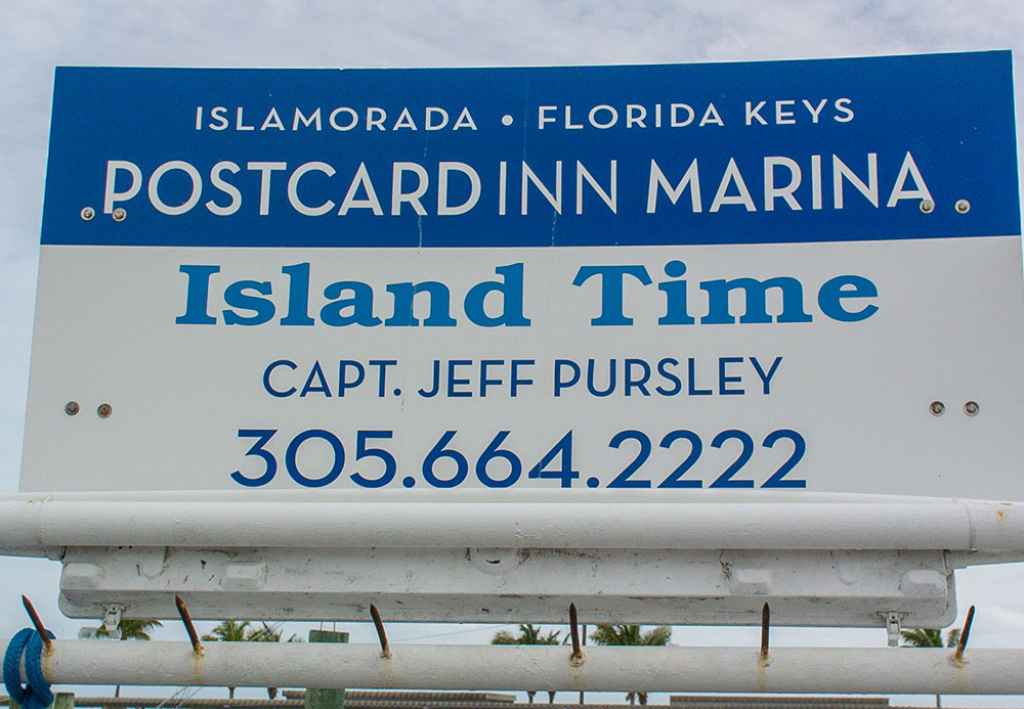 ISLAMORADA • FLORIDA KEYS
POSTCARD INN MARINA
Island Time
CAPT. JEFF PURSLEY
305.664.2222